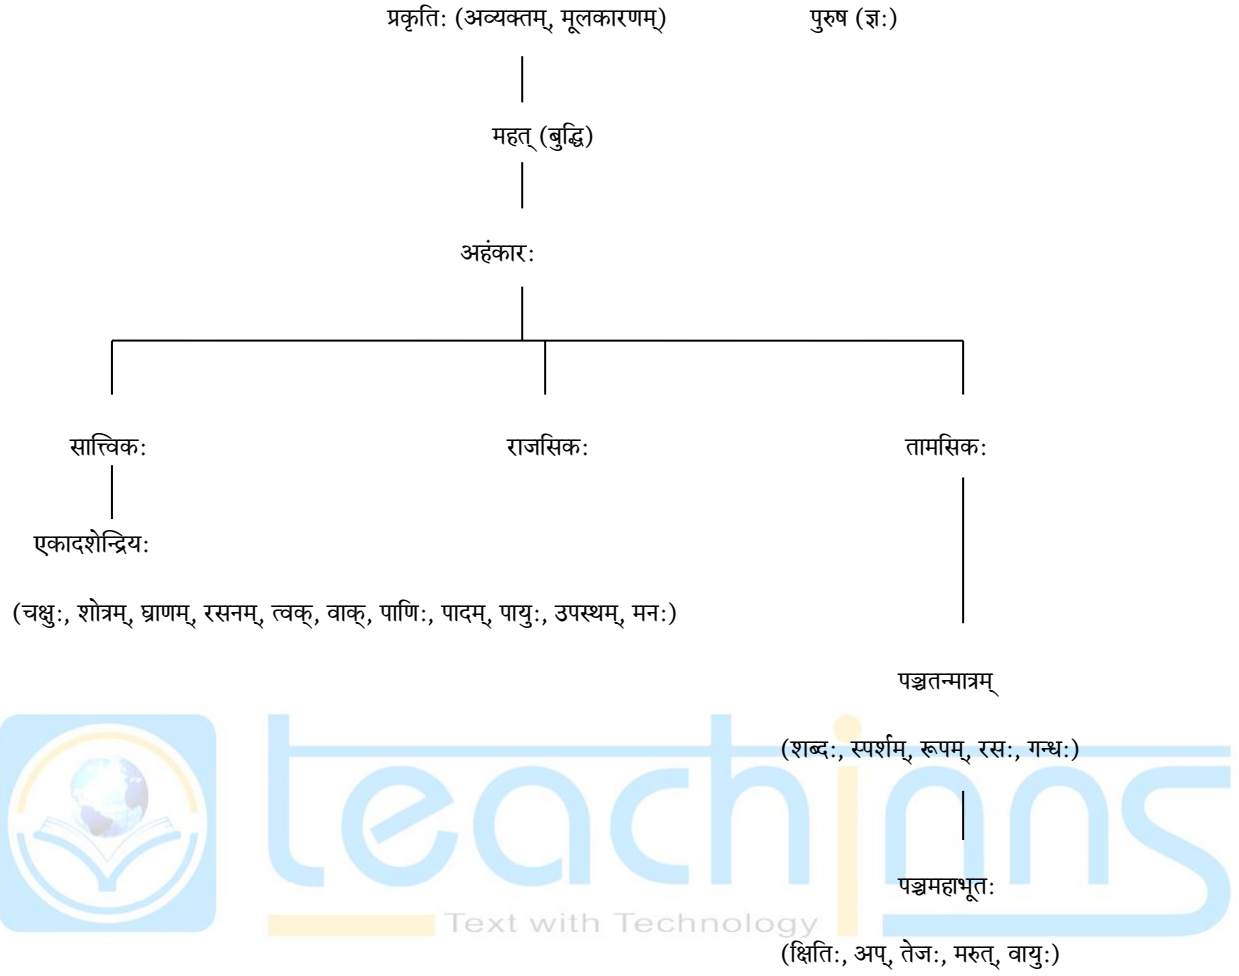 प्रकृति: (अव्यक्तम्, मूलकारणम्) पुरुष (ज्ञ:)
महत् (बुद्धि)
अहंकार:
सात्त्विक: राजसिक: तामसिक:
एकादशेन्द्रिय:
(चक्षु:, शोत्रम्, घ्राणम्, रसनम्, त्वक्, वाक्, पाणि:, पादम्, पायु:, उपस्थम्, मन:)
पञ्चतन्मात्रम्
(शब्द:, स्पर्शम्, रूपम्, रस:, गन्ध:)
teachinns
पञ्चमहाभूत:
Text with Technology
(क्षिति:, अप्, तेज:, मरुत्, वायु:)